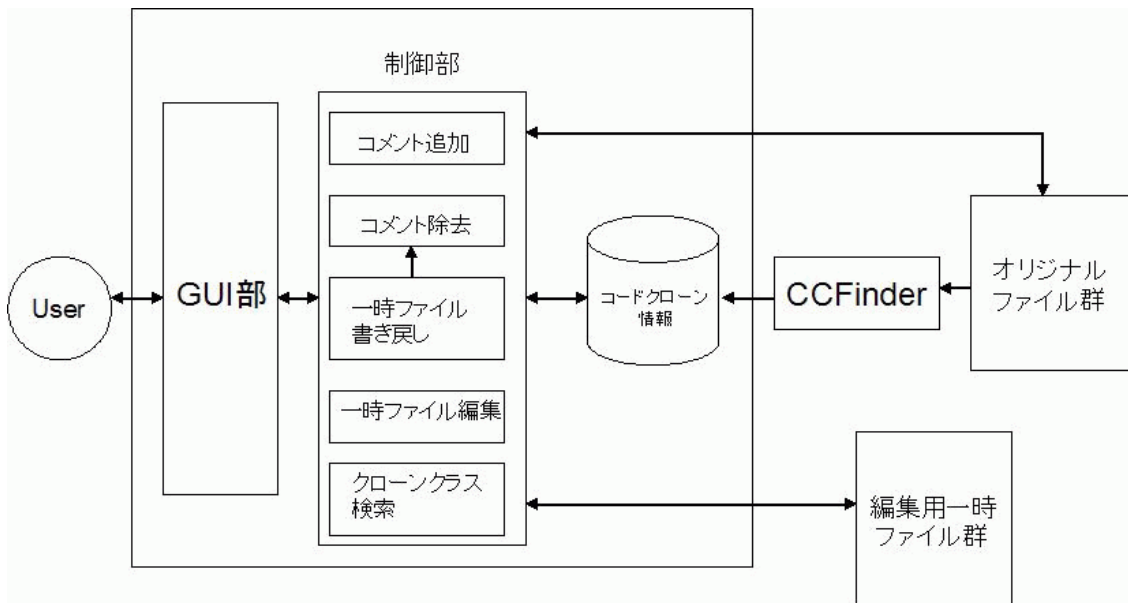 制御部
コメント追加
コメント除去
一時ファイル
書き戻し
一時ファイル編集
クローンクラス
検索
User
GUI部
コードクローン
情報
CCFinder
オリジナル
ファイル群
編集用一時
ファイル群